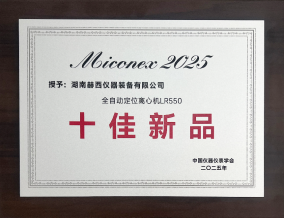 Miconex 2025
授予：湖南赫西仪器装备有限公司
全自动定位离心机LR550
十佳新品
中国仪器仪表学会
二〇二五年